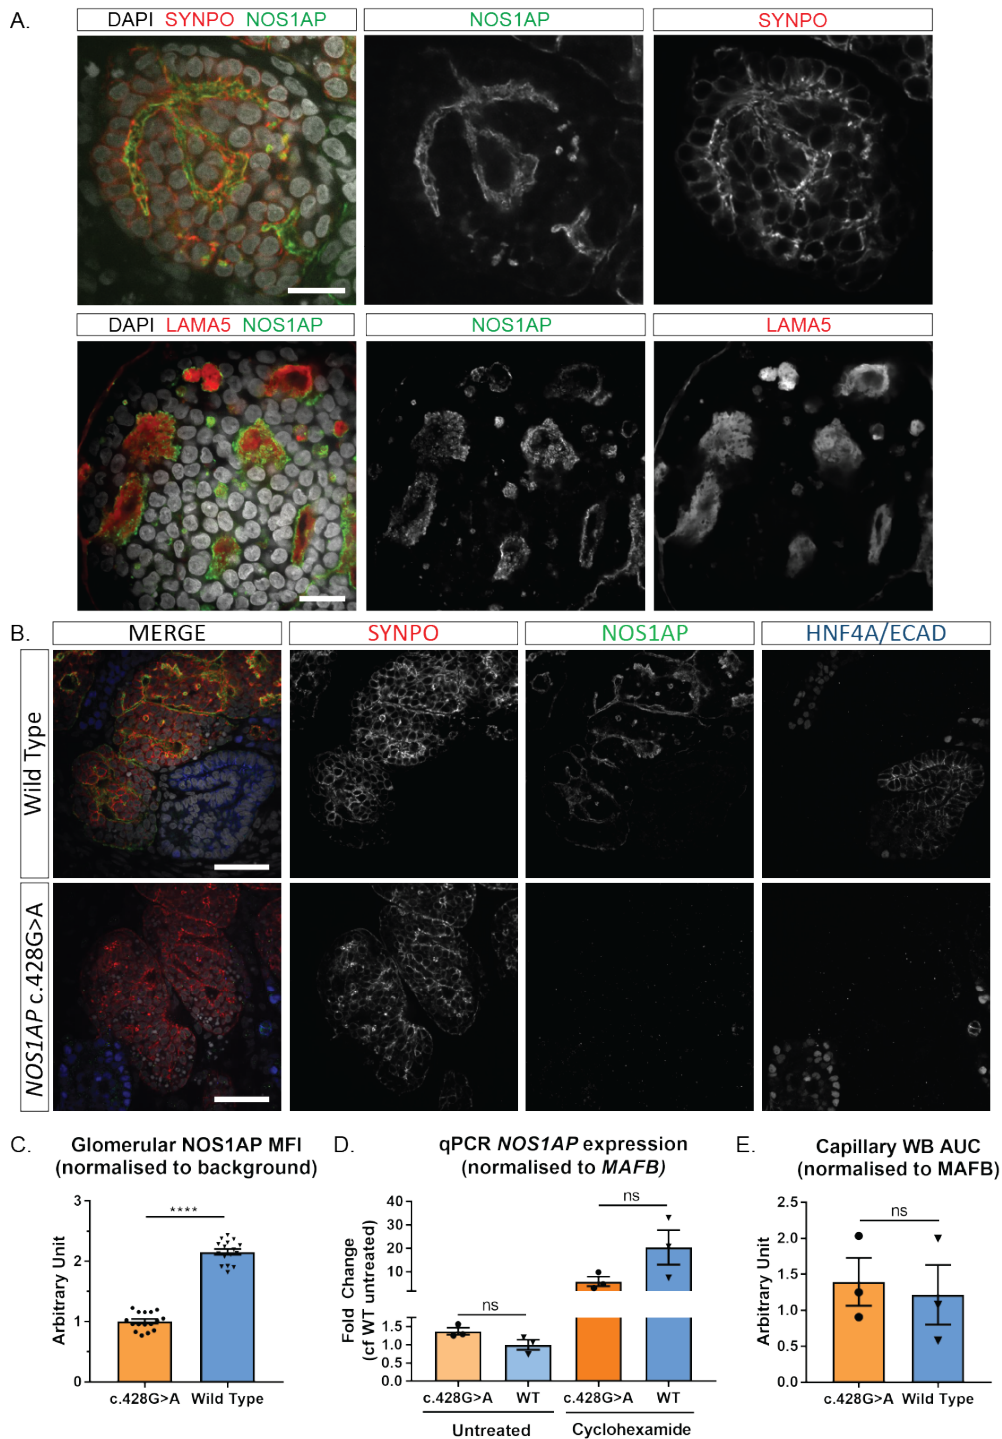 A.
DAPI SYNPO NOS1AP
NOS1AP
SYNPO
DAPI LAMA5 NOS1AP
NOS1AP
LAMA5
B.
MERGE
SYNPO
NOS1AP
HNF4A/ECAD
Wild Type
NOS1AP c.428G>A
C.
Glomerular NOS1AP MFI
(normalised to background)
Arbitrary Unit
3
2
1
0
****
c.428G>A Wild Type
D.
qPCR NOS1AP expression
(normalised to MAFB)
Fold Change
(cf WT untreated)
40
30
20
10
1.5
1.0
0.5
0.0
ns
ns
c.428G>A WT c.428G>A WT
Untreated Cyclohexamide
E.
Capillary WB AUC
(normalised to MAFB)
Arbitrary Unit
2.5
2.0
1.5
1.0
0.5
0.0
ns
c.428G>A Wild Type